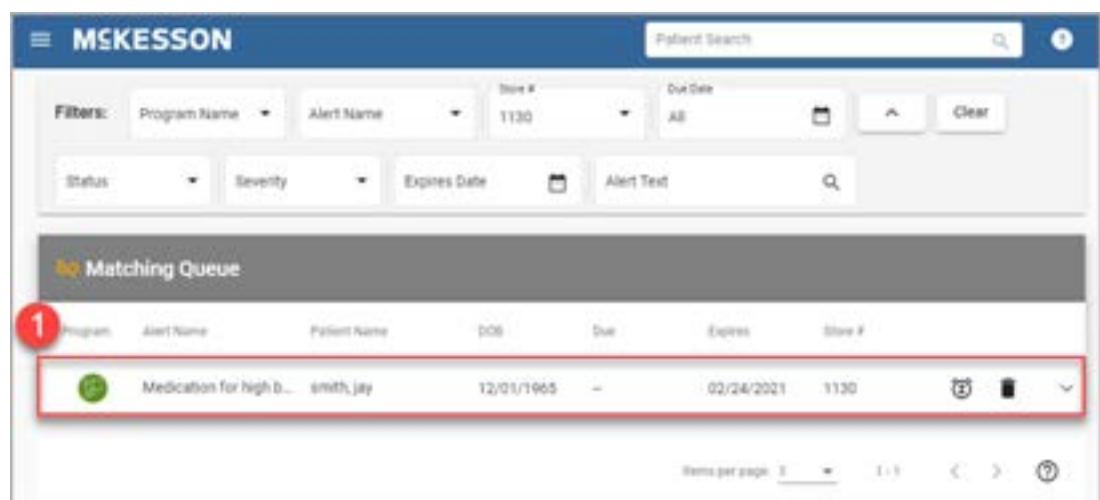 MCKESSON
Patient Search
Filters:
Program Name
Alert Name
Store #
1130
Due Date
All
Clear
Status
Severity
Expires Date
Alert Text
Matching Queue
1
Program Alert Name Patient Name DOB Due Expires Store #
Medication for high b... smith, jay 12/01/1965 – 02/24/2021 1130
Items per page
1 - 1